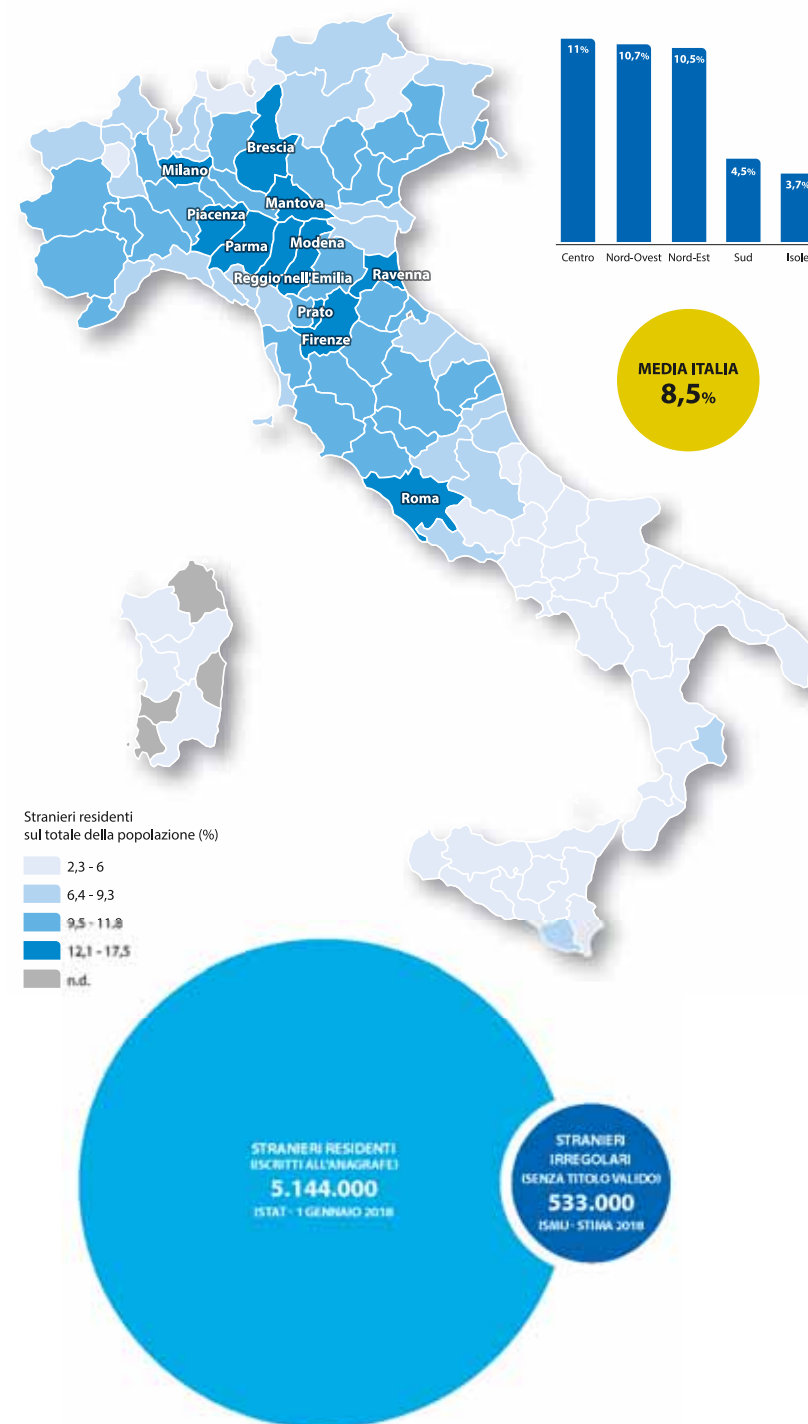 11%
10,7%
10,5%
4,5%
3,7%
Centro
Nord-Ovest
Nord-Est
Sud
Isole
MEDIA ITALIA
8,5%
Brescia
Milano
Mantova
Piacenza
Parma
Modena
Ravenna
Reggio nell'Emilia
Prato
Firenze
Roma
Stranieri residenti
sul totale della popolazione (%)
2,3 - 6
6,4 - 9,3
9,5 - 11,8
12,1 - 17,5
n.d.
STRANIERI RESIDENTI
(ISCRITTI ALL'ANAGRAFE)
5.144.000
ISTAT - 1 GENNAIO 2018
STRANIERI
IRREGOLARI
(SENZA TITOLO VALIDO)
533.000
ISMU - STIMA 2018